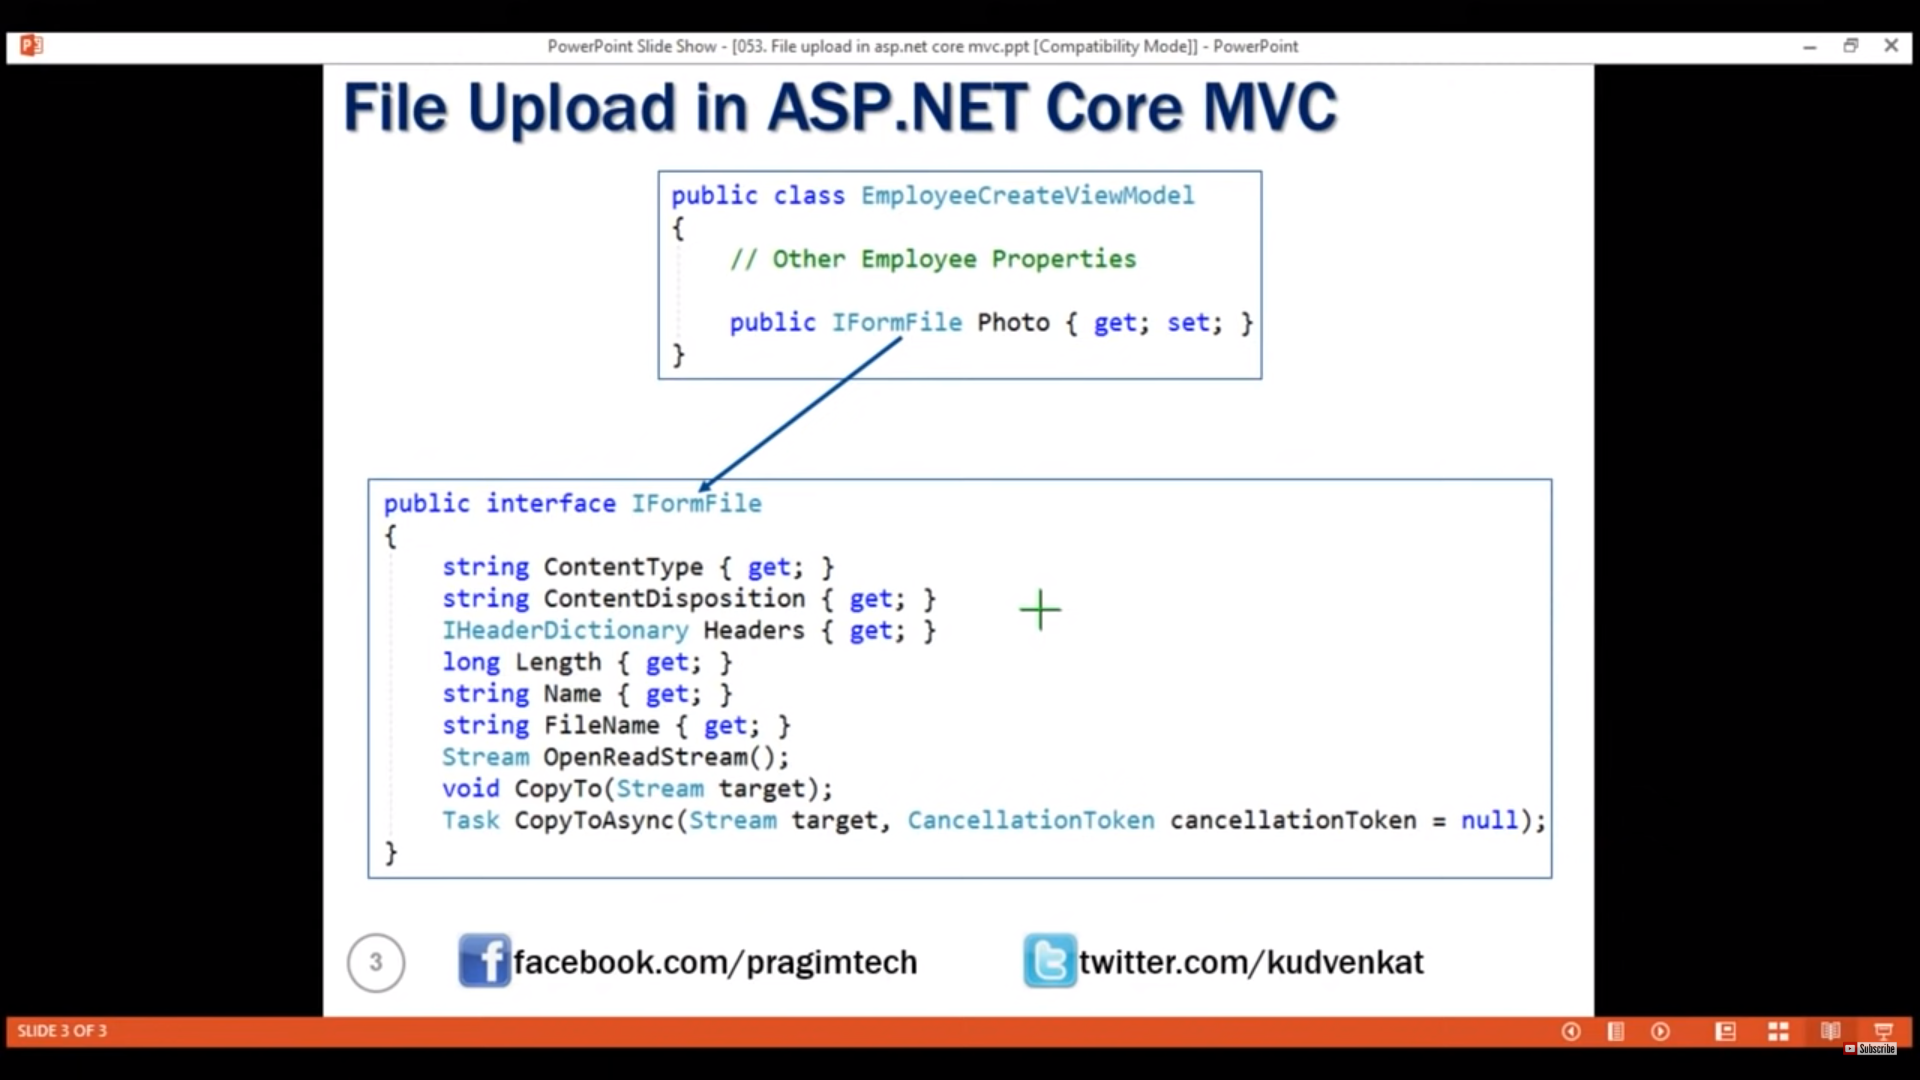 PowerPoint Slide Show - [053. File upload in asp.net core mvc.ppt [Compatibility Mode]] - PowerPoint
File Upload in ASP.NET Core MVC
public class EmployeeCreateViewModel
{
// Other Employee Properties
public IFormFile Photo { get; set; }
}
public interface IFormFile
{
string ContentType { get; }
string ContentDisposition { get; }
IHeaderDictionary Headers { get; }
long Length { get; }
string Name { get; }
string FileName { get; }
Stream OpenReadStream();
void CopyTo(Stream target);
Task CopyToAsync(Stream target, CancellationToken cancellationToken = null);
}
3
facebook.com/pragimtech
twitter.com/kudvenkat
SLIDE 3 OF 3
Subscribe